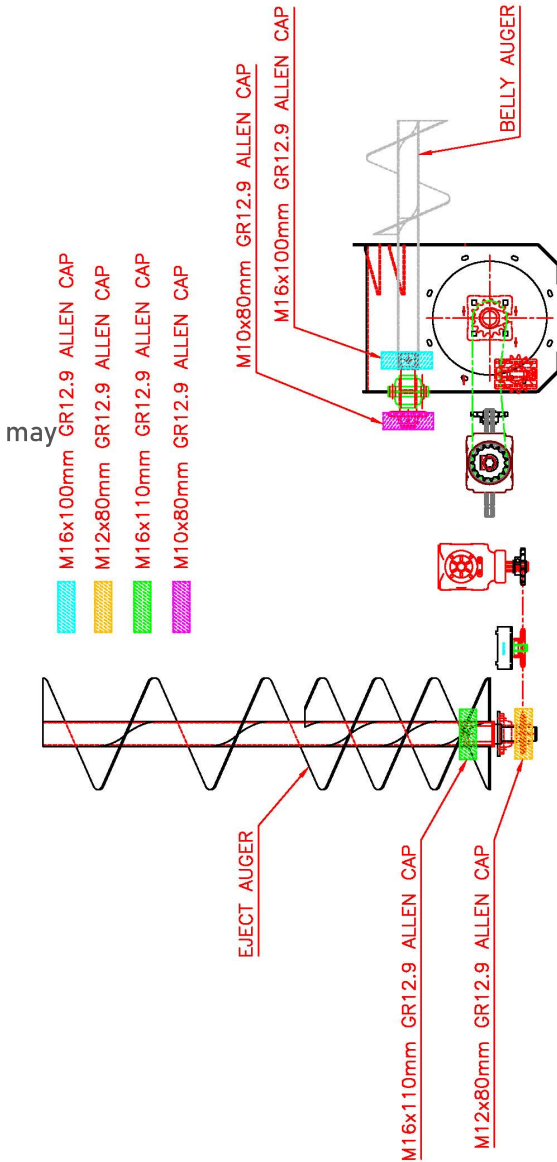 may
M16x100mm GR12.9 ALLEN CAP
M12x80mm GR12.9 ALLEN CAP
M16x110mm GR12.9 ALLEN CAP
M10x80mm GR12.9 ALLEN CAP
M10x80mm GR12.9 ALLEN CAP
M16x100mm GR12.9 ALLEN CAP
BELLY AUGER
EJECT AUGER
M16x110mm GR12.9 ALLEN CAP
M12x80mm GR12.9 ALLEN CAP